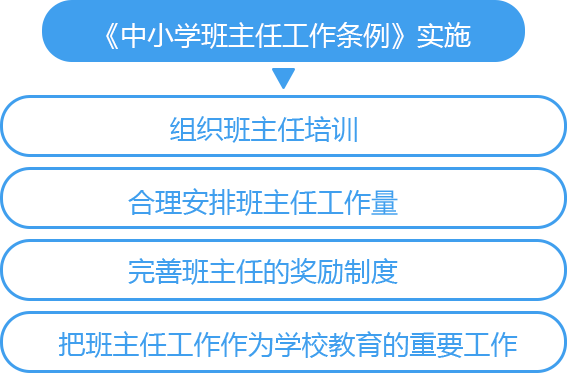 《中小学班主任工作条例》实施
组织班主任培训
合理安排班主任工作量
完善班主任的奖励制度
把班主任工作作为学校教育的重要工作